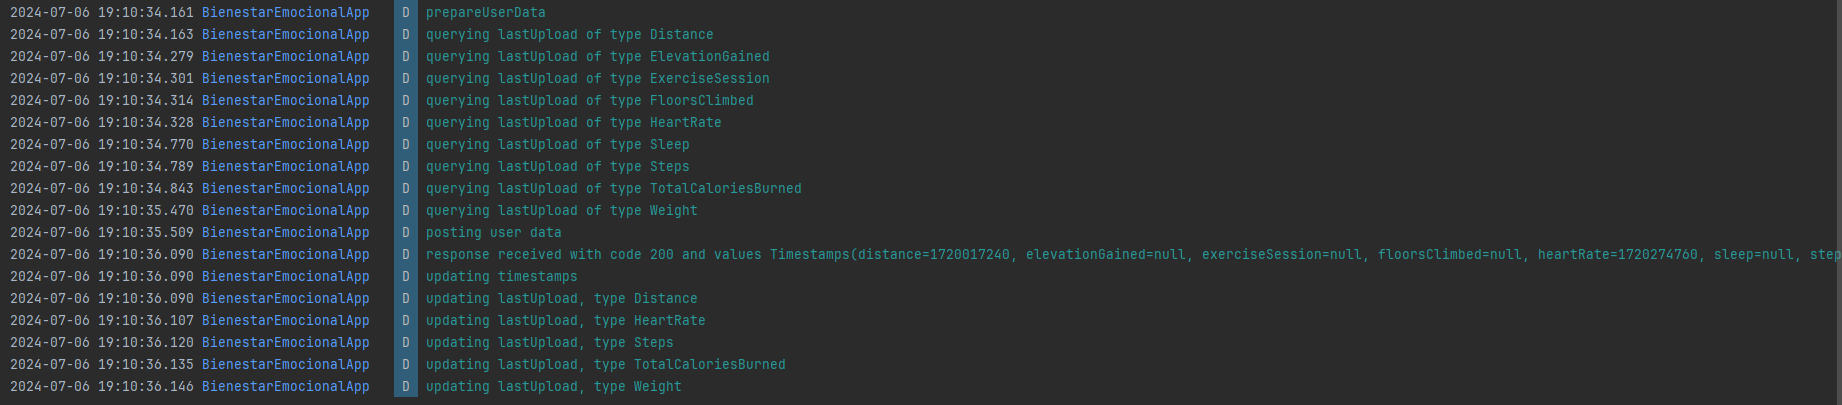 2024-07-06 19:10:34.161 BienestarEmocionalApp D prepareUserData
2024-07-06 19:10:34.163 BienestarEmocionalApp D querying lastUpload of type Distance
2024-07-06 19:10:34.279 BienestarEmocionalApp D querying lastUpload of type ElevationGained
2024-07-06 19:10:34.301 BienestarEmocionalApp D querying lastUpload of type ExerciseSession
2024-07-06 19:10:34.314 BienestarEmocionalApp D querying lastUpload of type FloorsClimbed
2024-07-06 19:10:34.328 BienestarEmocionalApp D querying lastUpload of type HeartRate
2024-07-06 19:10:34.770 BienestarEmocionalApp D querying lastUpload of type Sleep
2024-07-06 19:10:34.789 BienestarEmocionalApp D querying lastUpload of type Steps
2024-07-06 19:10:34.843 BienestarEmocionalApp D querying lastUpload of type TotalCaloriesBurned
2024-07-06 19:10:35.470 BienestarEmocionalApp D querying lastUpload of type Weight
2024-07-06 19:10:35.509 BienestarEmocionalApp D posting user data
2024-07-06 19:10:36.090 BienestarEmocionalApp D response received with code 200 and values Timestamps(distance=1720017240, elevationGained=null, exerciseSession=null, floorsClimbed=null, heartRate=1720274760, sleep=null, step
2024-07-06 19:10:36.090 BienestarEmocionalApp D updating timestamps
2024-07-06 19:10:36.090 BienestarEmocionalApp D updating lastUpload, type Distance
2024-07-06 19:10:36.107 BienestarEmocionalApp D updating lastUpload, type HeartRate
2024-07-06 19:10:36.120 BienestarEmocionalApp D updating lastUpload, type Steps
2024-07-06 19:10:36.135 BienestarEmocionalApp D updating lastUpload, type TotalCaloriesBurned
2024-07-06 19:10:36.146 BienestarEmocionalApp D updating lastUpload, type Weight